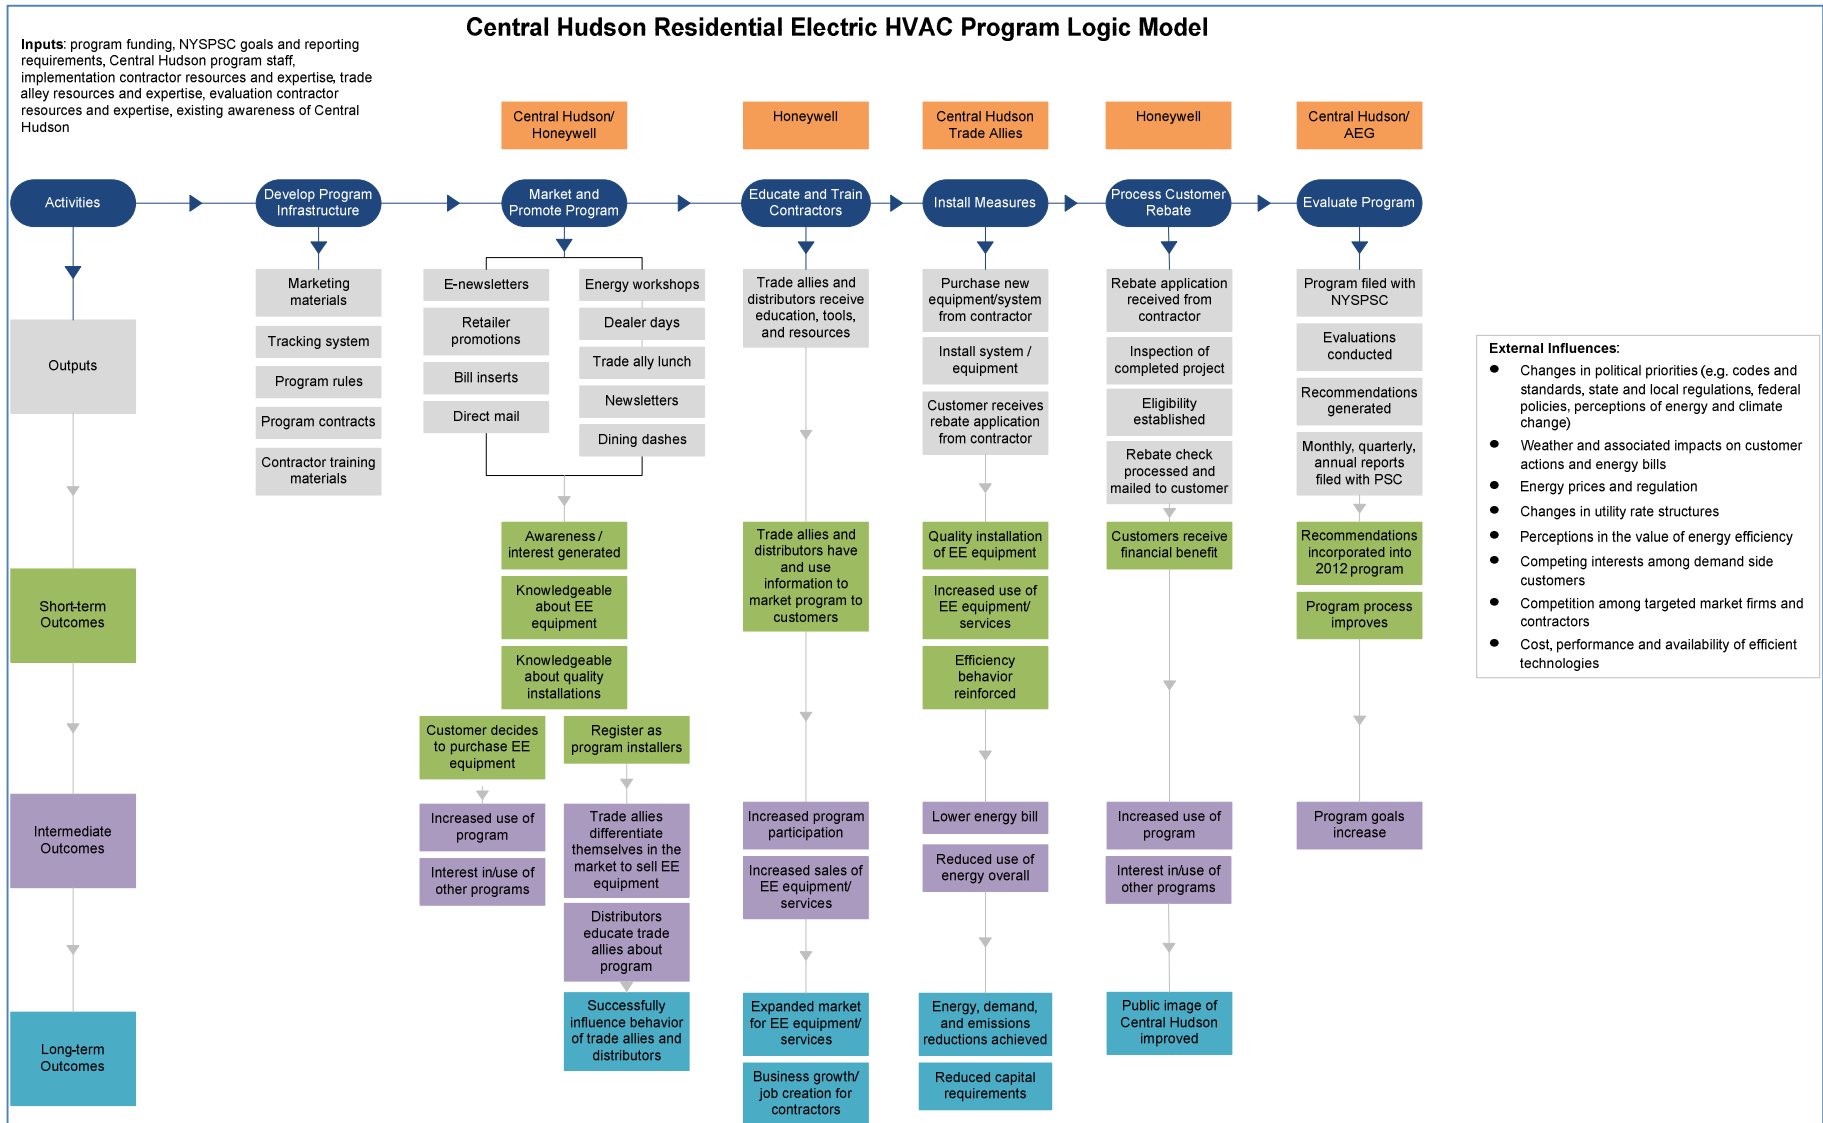 Central Hudson Residential Electric HVAC Program Logic Model
Inputs: program funding, NYSPSC goals and reporting
requirements, Central Hudson program staff,
implementation contractor resources and expertise, trade
alley resources and expertise, evaluation contractor
resources and expertise, existing awareness of Central
Hudson
Central Hudson/
Honeywell
Honeywell
Central Hudson
Trade Allies
Honeywell
Central Hudson/
AEG
Activities
Develop Program
Infrastructure
Market and
Promote Program
Educate and Train
Contractors
Install Measures
Process Customer
Rebate
Evaluate Program
Outputs
Marketing
materials
Tracking system
Program rules
Program contracts
Contractor training
materials
E-newsletters
Retailer
promotions
Bill inserts
Direct mail
Energy workshops
Dealer days
Trade ally lunch
Newsletters
Dining dashes
Trade allies and
distributors receive
education, tools,
and resources
Purchase new
equipment/system
from contractor
Install system /
equipment
Customer receives
rebate application
from contractor
Rebate application
received from
contractor
Inspection of
completed project
Eligibility
established
Rebate check
processed and
mailed to customer
Program filed with
NYSPSC
Evaluations
conducted
Recommendations
generated
Monthly, quarterly,
annual reports
filed with PSC
Short-term
Outcomes
Awareness /
interest generated
Knowledgeable
about EE
equipment
Knowledgeable
about quality
installations
Customer decides
to purchase EE
equipment
Register as
program installers
Trade allies and
distributors have
and use
information to
market program to
customers
Quality installation
of EE equipment
Increased use of
EE equipment/
services
Efficiency
behavior
reinforced
Customers receive
financial benefit
Recommendations
incorporated into
2012 program
Program process
improves
Intermediate
Outcomes
Increased use of
program
Interest in/use of
other programs
Trade allies
differentiate
themselves in the
market to sell EE
equipment
Distributors
educate trade
allies about
program
Increased program
participation
Increased sales of
EE equipment/
services
Lower energy bill
Reduced use of
energy overall
Increased use of
program
Interest in/use of
other programs
Program goals
increase
Long-term
Outcomes
Successfully
influence behavior
of trade allies and
distributors
Expanded market
for EE equipment/
services
Business growth/
job creation for
contractors
Energy, demand,
and emissions
reductions achieved
Reduced capital
requirements
Public image of
Central Hudson
improved
External Influences:
● Changes in political priorities (e.g. codes and
standards, state and local regulations, federal
policies, perceptions of energy and climate
change)
● Weather and associated impacts on customer
actions and energy bills
● Energy prices and regulation
● Changes in utility rate structures
● Perceptions in the value of energy efficiency
● Competing interests among demand side
customers
● Competition among targeted market firms and
contractors
● Cost, performance and availability of efficient
technologies